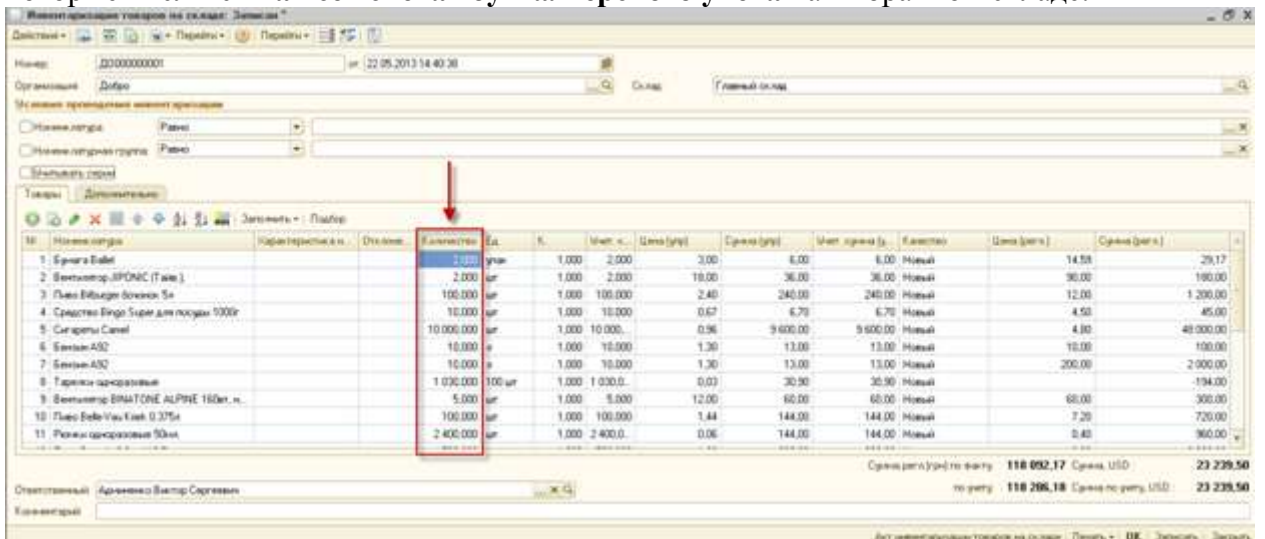 Инвентаризация товаров на складе: Записан *
Действия Перейти Перейти
Номер: ДО000000001 от 22.05.2013 14:40:30
Организация Добро Склад Главный склад
Условия проведения инвентаризации
Номенклатура Равно
Номенклатурная группа Равно
Учитывать серии
Товары Дополнительно
Заполнить Подбор
N Номенклатура Характеристика н... Отклоне... Количество Ед. К. Учет. к... Цена (упр) Сумма (упр) Учет. сумма (у... Качество Цена (регл.) Сумма (регл.)
1 Бумага Ballet 2,000 упак 1,000 2,000 3,00 6,00 6,00 Новый 14,59 29,17
2 Вентилятор JIPONIC (Тайв.), 2,000 шт 1,000 2,000 18,00 36,00 36,00 Новый 90,00 180,00
3 Пиво Bitburger бочонок 5л 100,000 шт 1,000 100,000 2,40 240,00 240,00 Новый 12,00 1 200,00
4 Средство Bingo Super для посуды 1000г 10,000 шт 1,000 10,000 0,67 6,70 6,70 Новый 4,50 45,00
5 Сигареты Camel 10 000,000 шт 1,000 10 000,.. 0,96 9 600,00 9 600,00 Новый 4,80 48 000,00
6 Бензин А92 10,000 л 1,000 10,000 1,30 13,00 13,00 Новый 10,00 100,00
7 Бензин А92 10,000 л 1,000 10,000 1,30 13,00 13,00 Новый 200,00 2 000,00
8 Тарелки одноразовые 1 030,000 100 шт 1,000 1 030,0.. 0,03 30,90 30,90 Новый -194,00
9 Вентилятор BINATONE ALPINE 160вт, н.. 5,000 шт 1,000 5,000 12,00 60,00 60,00 Новый 60,00 300,00
10 Пиво Belle-Vau Kriek 0.375л 100,000 шт 1,000 100,000 1,44 144,00 144,00 Новый 7,20 720,00
11 Рюмки одноразовые 50мл 2 400,000 шт 1,000 2 400,0.. 0,06 144,00 144,00 Новый 0,40 960,00
Сумма регл.(грн) по факту 118 092,17 Сумма, USD 23 239,50
Ответственный: Адриненко Виктор Сергеевич по учету 118 286,18 Сумма по учету, USD 23 239,50
Комментарий
Акт инвентаризации товаров на складе Печать OK Записать Закрыть